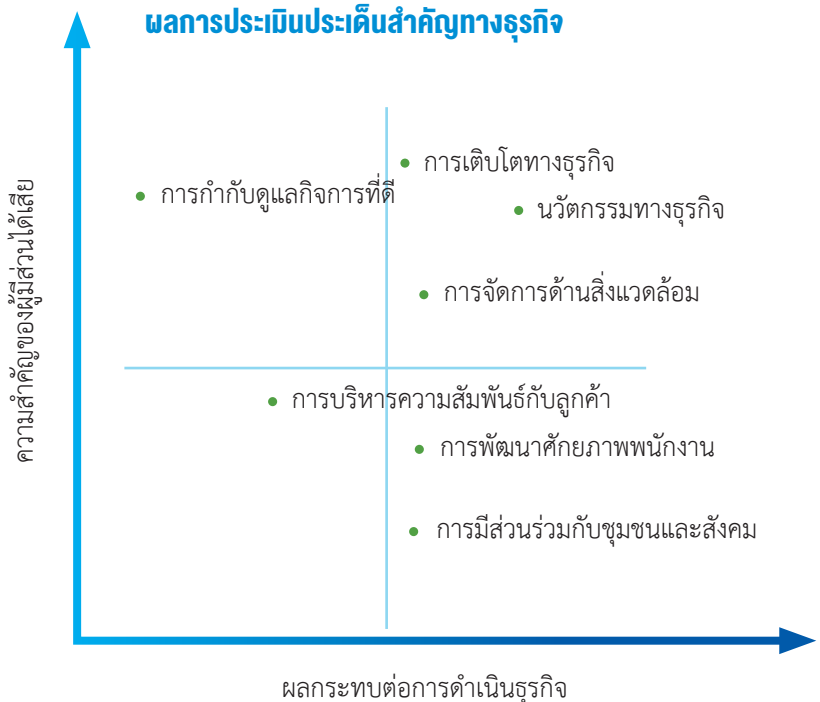 ผลการประเมินประเด็นสำคัญทางธุรกิจ
ความสำคัญของผู้มีส่วนได้เสีย
การเติบโตทางธุรกิจ
การกำกับดูแลกิจการที่ดี
นวัตกรรมทางธุรกิจ
การจัดการด้านสิ่งแวดล้อม
การบริหารความสัมพันธ์กับลูกค้า
การพัฒนาศักยภาพพนักงาน
การมีส่วนร่วมกับชุมชนและสังคม
ผลกระทบต่อการดำเนินธุรกิจ